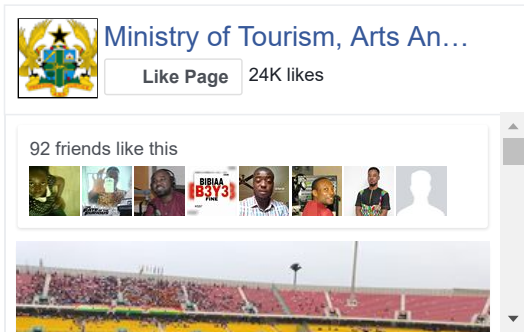 Ministry of Tourism, Arts An...
Like Page
24K likes
92 friends like this
BIBIAA
B3Y3
FINE